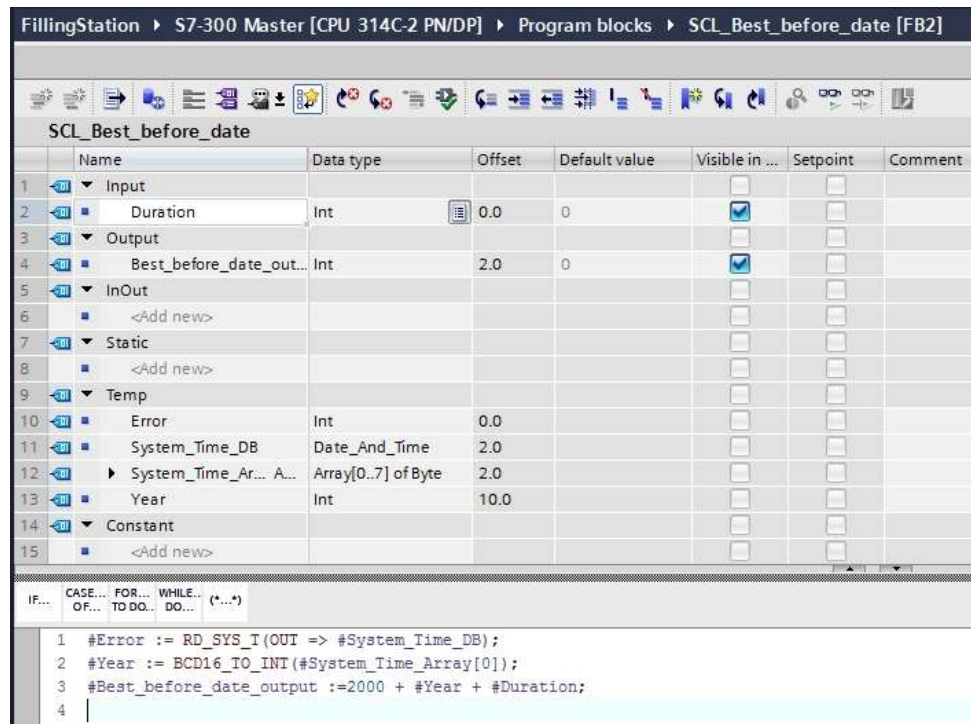 FillingStation ▸ S7-300 Master [CPU 314C-2 PN/DP] ▸ Program blocks ▸ SCL_Best_before_date [FB2]
SCL_Best_before_date
Name Data type Offset Default value Visible in ... Setpoint Comment
1 Input
2 Duration Int 0.0 0
3 Output
4 Best_before_date_out... Int 2.0 0
5 InOut
6 <Add new>
7 Static
8 <Add new>
9 Temp
10 Error Int 0.0
11 System_Time_DB Date_And_Time 2.0
12 System_Time_Ar... A... Array[0..7] of Byte 2.0
13 Year Int 10.0
14 Constant
15 <Add new>
IF... CASE... OF... FOR... TO DO.. WHILE.. DO... (*...*)
1 #Error := RD_SYS_T(OUT => #System_Time_DB);
2 #Year := BCD16_TO_INT(#System_Time_Array[0]);
3 #Best_before_date_output :=2000 + #Year + #Duration;
4